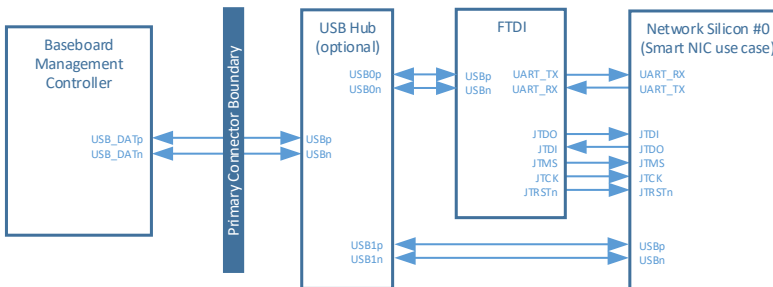 Baseboard
Management
Controller
USB_DATp
USB_DATn
Primary Connector Boundary
USB Hub
(optional)
USB0p
USB0n
USBp
USBn
USB1p
USB1n
FTDI
USBp
USBn
UART_TX
UART_RX
JTDO
JTDI
JTMS
JTCK
JTRSTn
Network Silicon #0
(Smart NIC use case)
UART_RX
UART_TX
JTDI
JTDO
JTMS
JTCK
JTRSTn
USBp
USBn